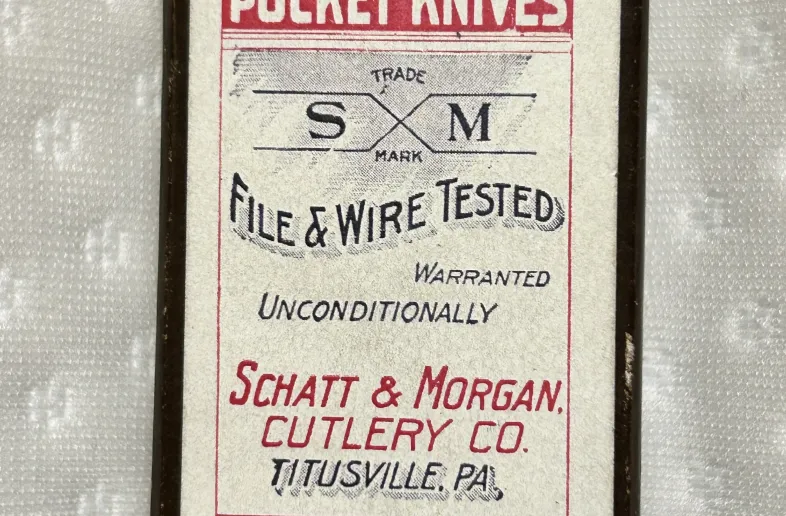 POCKET KNIVES
TRADE
S M
MARK
FILE & WIRE TESTED
WARRANTED
UNCONDITIONALLY
SCHATT & MORGAN,
CUTLERY CO.
TITUSVILLE, PA,